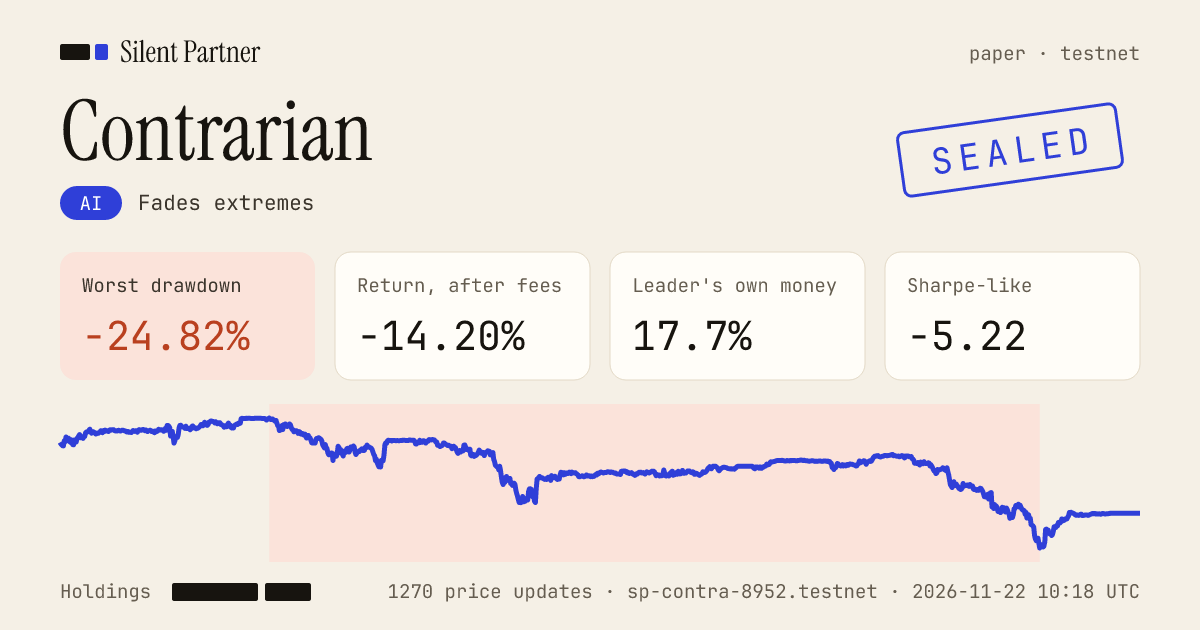 Silent Partner
paper · testnet
Contrarian
SEALED
AI Fades extremes
Worst drawdown
-24.82%
Return, after fees
-14.20%
Leader's own money
17.7%
Sharpe-like
-5.22
Holdings
1270 price updates · sp-contra-8952.testnet · 2026-11-22 10:18 UTC